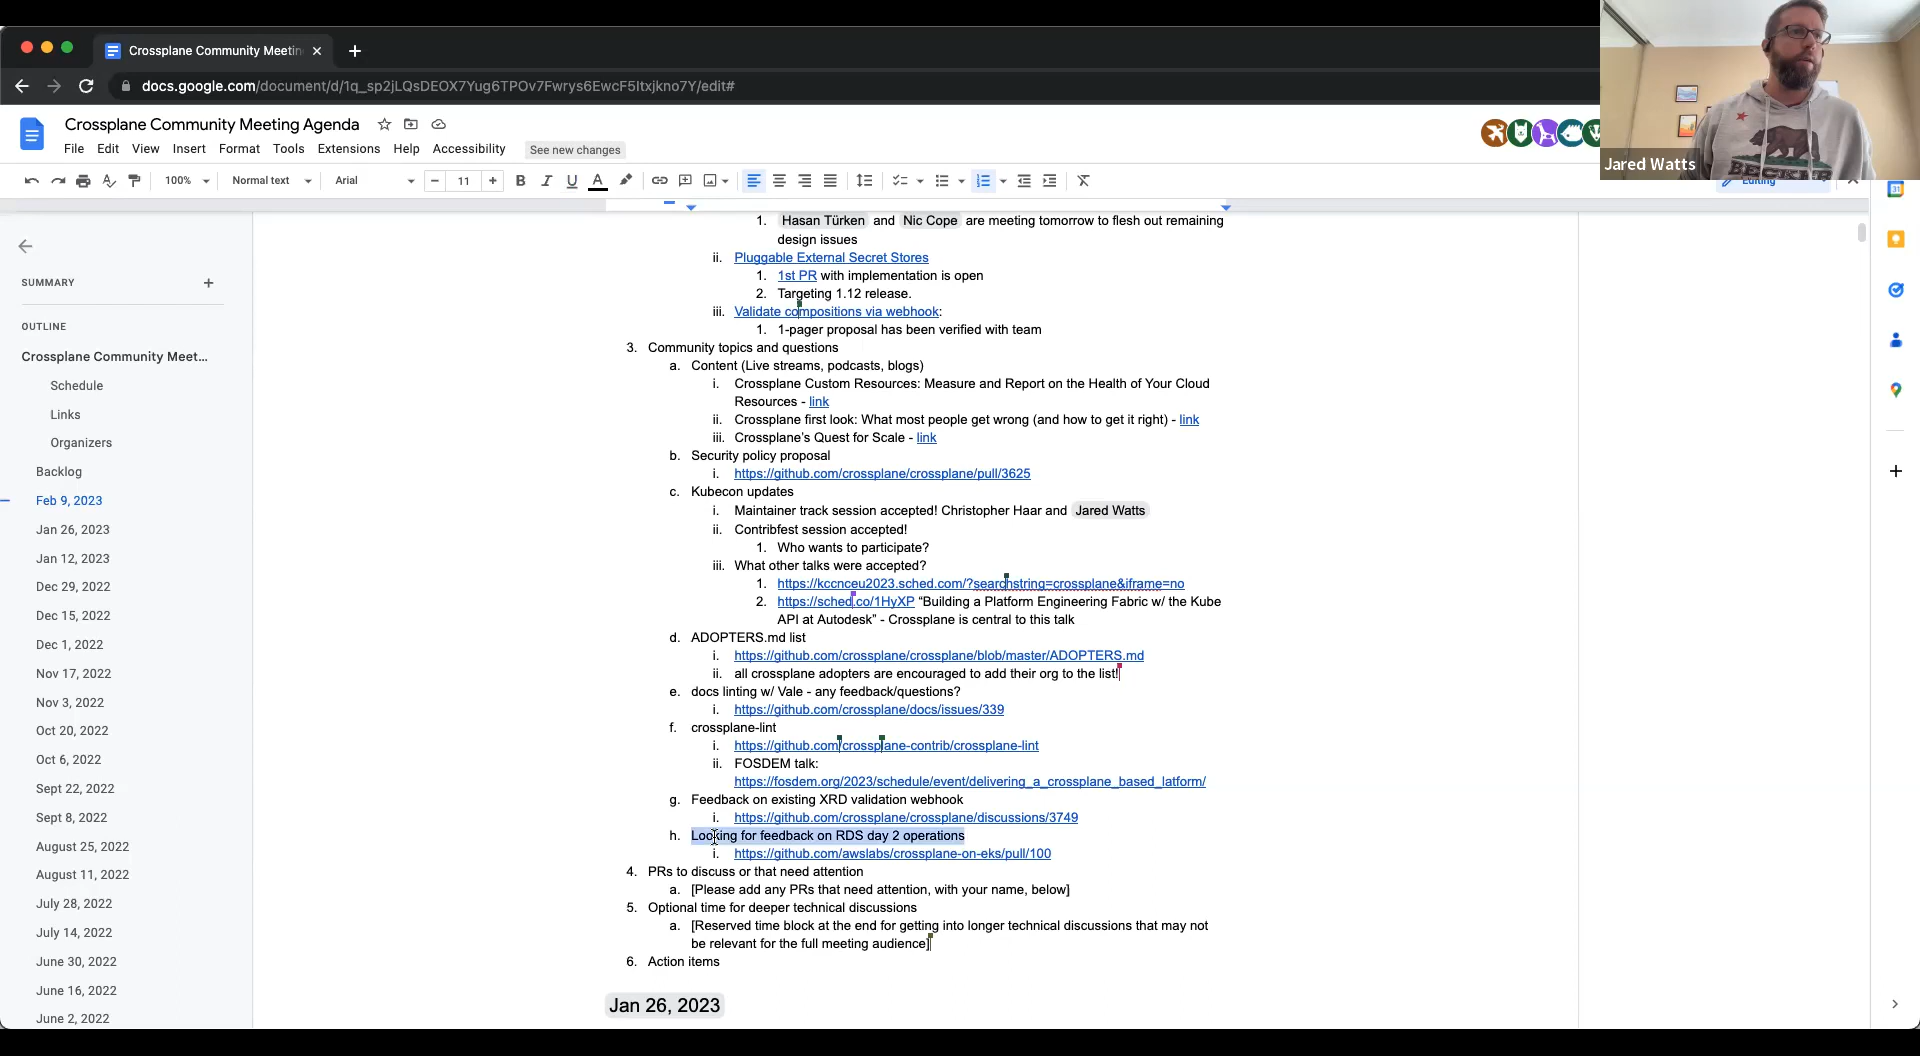 Crossplane Community Meetin
docs.google.com/document/d/1q_sp2jLQsDEOX7Yug6TPOv7Fwrys6EwcF5Itxjkno7Y/edit#
Crossplane Community Meeting Agenda
File Edit View Insert Format Tools Extensions Help Accessibility See new changes
100% Normal text Arial 11
Editing
Jared Watts
SUMMARY
OUTLINE
Crossplane Community Meet...
Schedule
Links
Organizers
Backlog
Feb 9, 2023
Jan 26, 2023
Jan 12, 2023
Dec 29, 2022
Dec 15, 2022
Dec 1, 2022
Nov 17, 2022
Nov 3, 2022
Oct 20, 2022
Oct 6, 2022
Sept 22, 2022
Sept 8, 2022
August 25, 2022
August 11, 2022
July 28, 2022
July 14, 2022
June 30, 2022
June 16, 2022
June 2, 2022
1. Hasan Türken and Nic Cope are meeting tomorrow to flesh out remaining
design issues
ii. Pluggable External Secret Stores
1. 1st PR with implementation is open
2. Targeting 1.12 release.
iii. Validate compositions via webhook:
1. 1-pager proposal has been verified with team
3. Community topics and questions
a. Content (Live streams, podcasts, blogs)
i. Crossplane Custom Resources: Measure and Report on the Health of Your Cloud
Resources - link
ii. Crossplane first look: What most people get wrong (and how to get it right) - link
iii. Crossplane's Quest for Scale - link
b. Security policy proposal
i. https://github.com/crossplane/crossplane/pull/3625
c. Kubecon updates
i. Maintainer track session accepted! Christopher Haar and Jared Watts
ii. Contribfest session accepted!
1. Who wants to participate?
iii. What other talks were accepted?
1. https://kccnceu2023.sched.com/?searchstring=crossplane&iframe=no
2. https://sched.co/1HyXP “Building a Platform Engineering Fabric w/ the Kube
API at Autodesk” - Crossplane is central to this talk
d. ADOPTERS.md list
i. https://github.com/crossplane/crossplane/blob/master/ADOPTERS.md
ii. all crossplane adopters are encouraged to add their org to the list!
e. docs linting w/ Vale - any feedback/questions?
i. https://github.com/crossplane/docs/issues/339
f. crossplane-lint
i. https://github.com/crossplane-contrib/crossplane-lint
ii. FOSDEM talk:
https://fosdem.org/2023/schedule/event/delivering_a_crossplane_based_latform/
g. Feedback on existing XRD validation webhook
i. https://github.com/crossplane/crossplane/discussions/3749
h. Looking for feedback on RDS day 2 operations
i. https://github.com/awslabs/crossplane-on-eks/pull/100
4. PRs to discuss or that need attention
a. [Please add any PRs that need attention, with your name, below]
5. Optional time for deeper technical discussions
a. [Reserved time block at the end for getting into longer technical discussions that may not
be relevant for the full meeting audience]
6. Action items
Jan 26, 2023